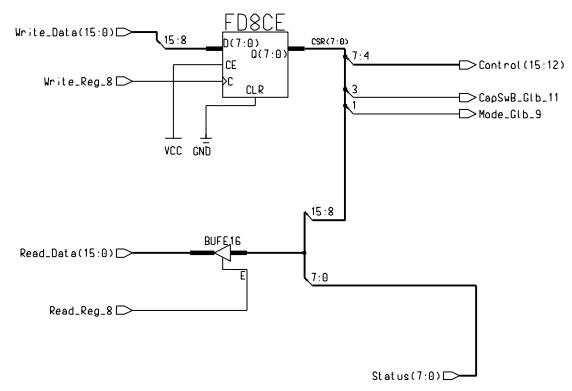 FD8CE
Write_Data(15:0)
15:8
D(7:0)
Q(7:0)
CSR(7:0)
7:4
Control(15:12)
CE
Write_Reg_8
C
CLR
3
CapSwB_Glb_11
1
Mode_Glb_9
VCC
GND
15:8
BUFE16
Read_Data(15:0)
E
7:0
Read_Reg_8
Status(7:0)